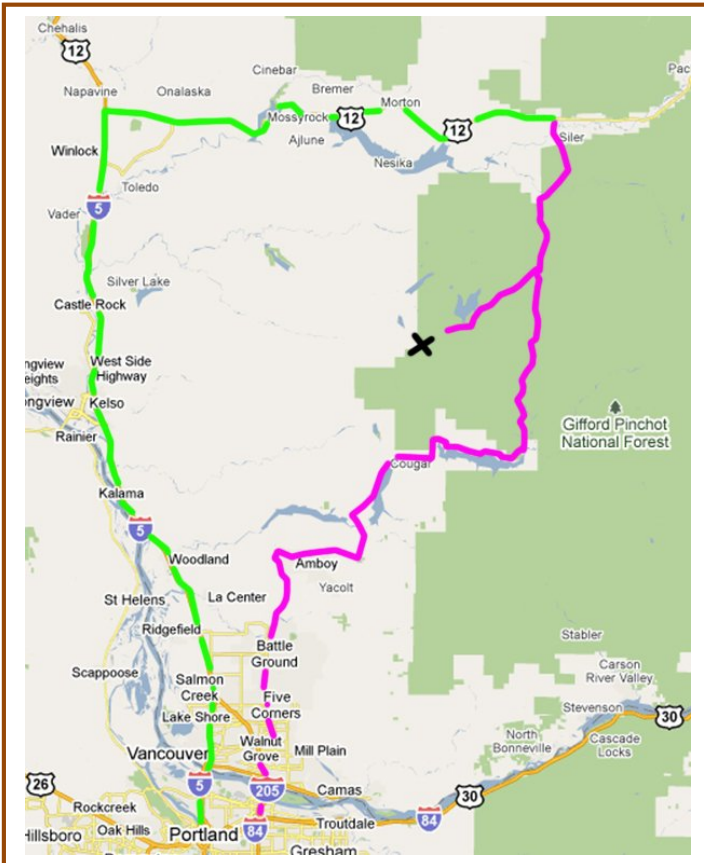 Chehalis
12
Napavine
Onalaska
Cinebar
Bremer
Morton
Mossyrock
12
12
Siler
Ajlune
Nesika
Winlock
Toledo
Vader
5
Silver Lake
Castle Rock
West Side
Highway
Kelso
Rainier
Gifford Pinchot
National Forest
Cougar
Kalama
5
Woodland
Amboy
Yacolt
St Helens
La Center
Ridgefield
Battle
Ground
Stabler
Scappoose
Salmon
Creek
Five
Corners
Carson
River Valley
Stevenson
30
Lake Shore
Walnut
Grove
Mill Plain
North
Bonneville
Cascade
Locks
Vancouver
26
5
205
Camas
30
Rockcreek
84
Hillsboro
Oak Hills
Portland
84
Troutdale
Gresham